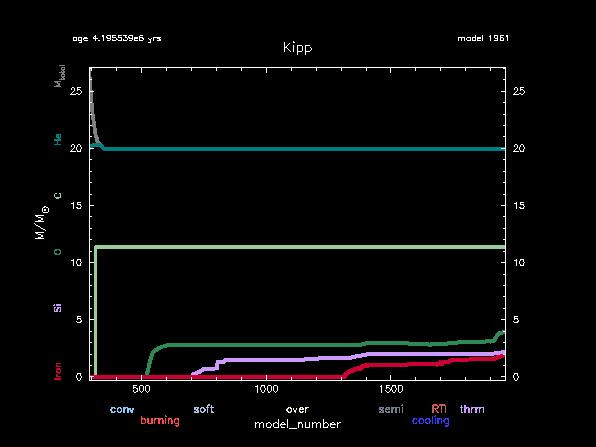 age 4.195539e6 yrs
model 1961
Kipp
M_total
He
C
O
Si
Iron
M/M☉
25
20
15
10
5
0
25
20
15
10
5
0
500
1000
1500
conv
burning
soft
over
semi
cooling
RTI
thrm
model_number